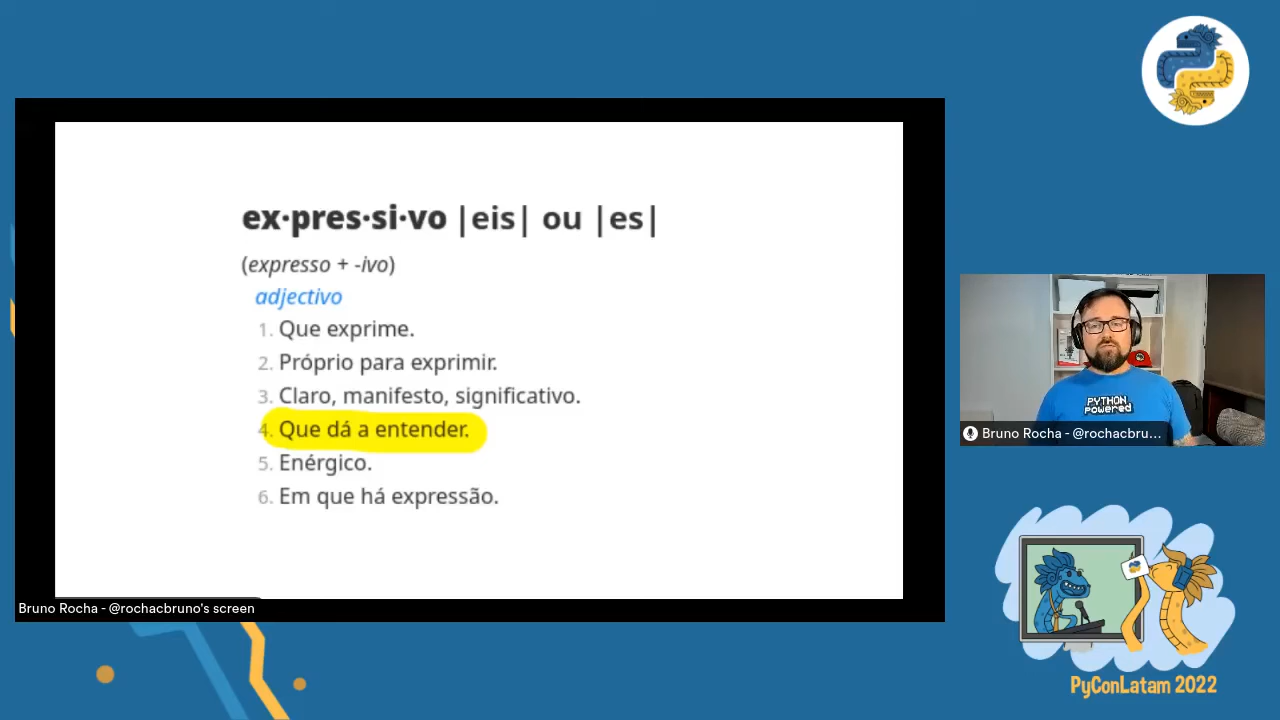 ex·pres·si·vo |eis| ou |es|
(expresso + -ivo)
adjectivo
1. Que exprime.
2. Próprio para exprimir.
3. Claro, manifesto, significativo.
4. Que dá a entender.
5. Enérgico.
6. Em que há expressão.
Bruno Rocha - @rochacbruno's screen
PYTHON
Powered
Bruno Rocha - @rochacbru...
PyConLatam 2022